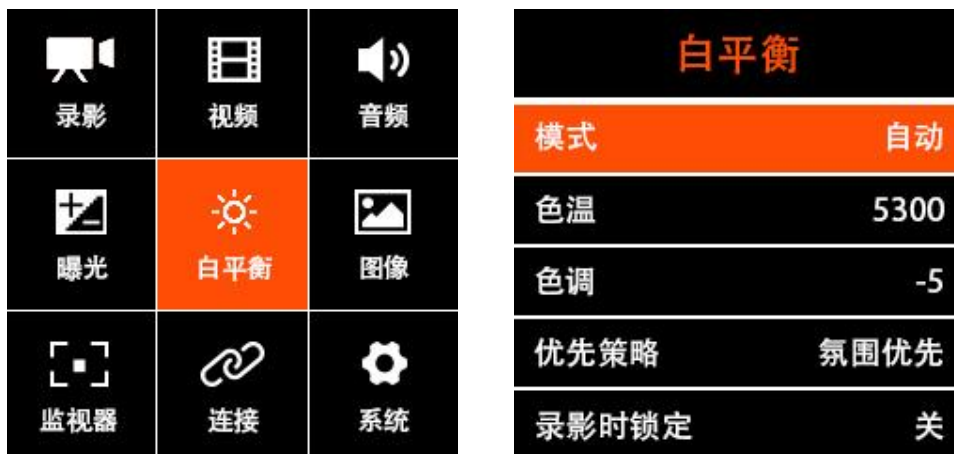 录影 视频 音频
曝光 白平衡 图像
监视器 连接 系统
白平衡
模式 自动
色温 5300
色调 -5
优先策略 氛围优先
录影时锁定 关